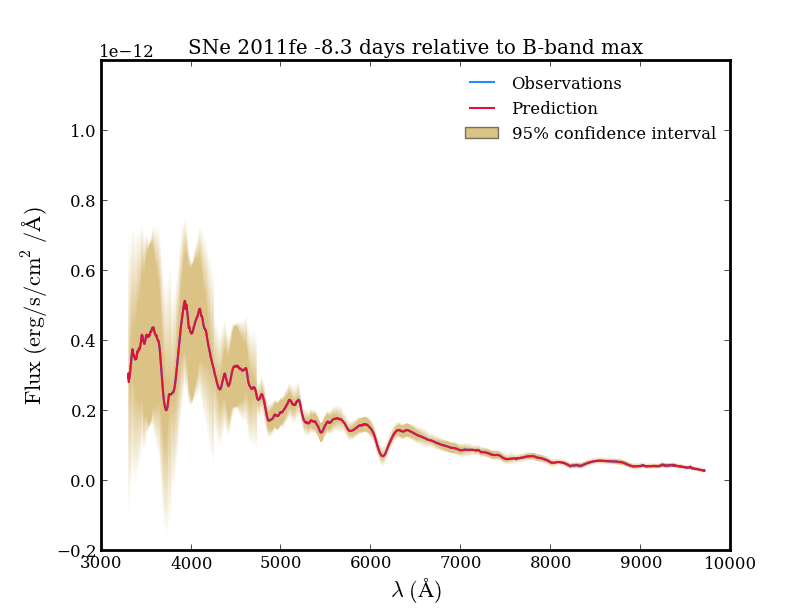 SNe 2011fe -8.3 days relative to B-band max
1e−12
Observations
Prediction
95% confidence interval
Flux (erg/s/cm² /Å)
1.0
0.8
0.6
0.4
0.2
0.0
−0.2
3000 4000 5000 6000 7000 8000 9000 10000
λ (Å)